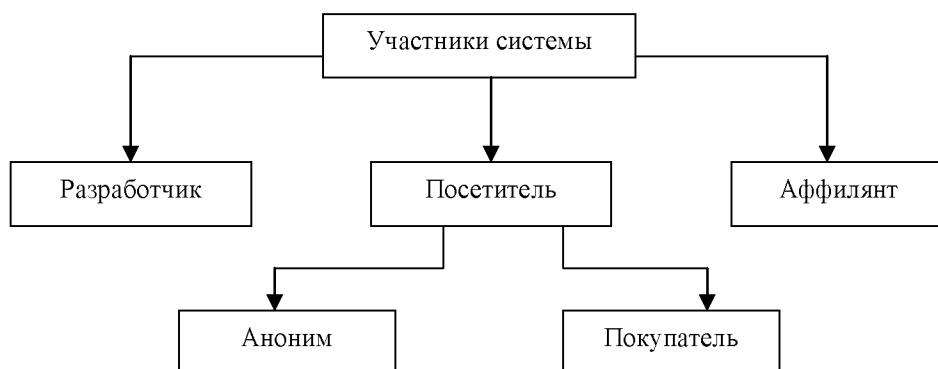 Участники системы
Разработчик
Посетитель
Аффилянт
Аноним
Покупатель